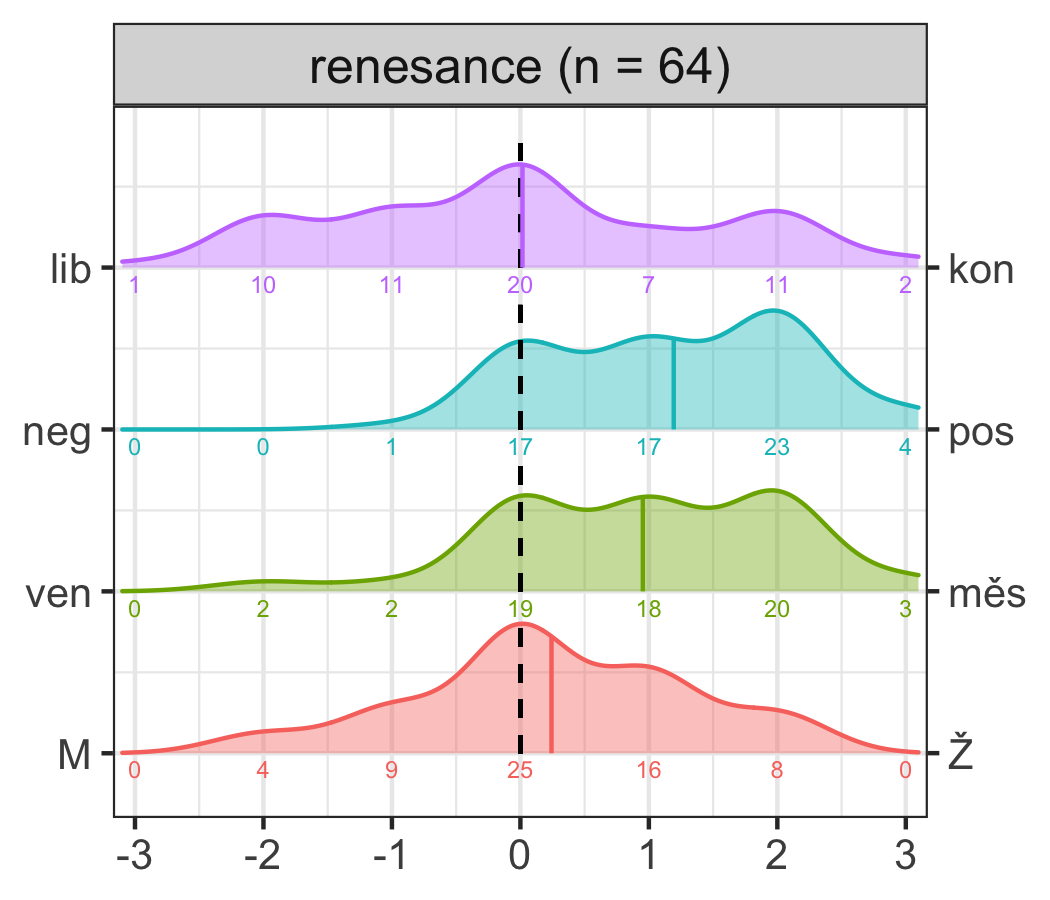 renesance (n = 64)
lib kon
1 10 11 20 7 11 2
neg pos
0 0 1 17 17 23 4
ven měs
0 2 2 19 18 20 3
M Ž
0 4 9 25 16 8 0
-3 -2 -1 0 1 2 3